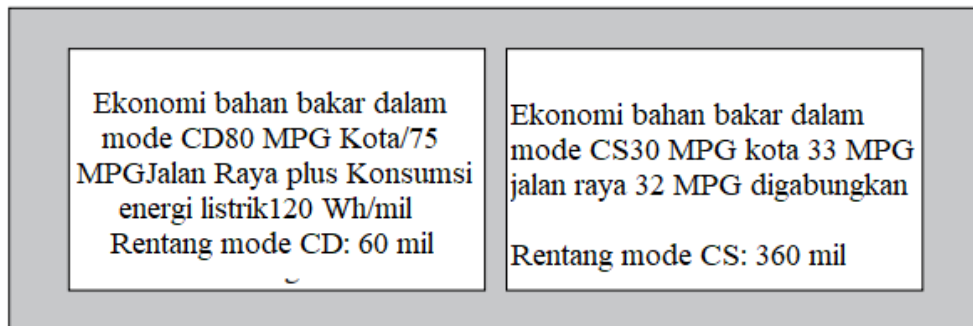 Ekonomi bahan bakar dalam
mode CD80 MPG Kota/75
MPGJalan Raya plus Konsumsi
energi listrik120 Wh/mil
Rentang mode CD: 60 mil
Ekonomi bahan bakar dalam
mode CS30 MPG kota 33 MPG
jalan raya 32 MPG digabungkan
Rentang mode CS: 360 mil